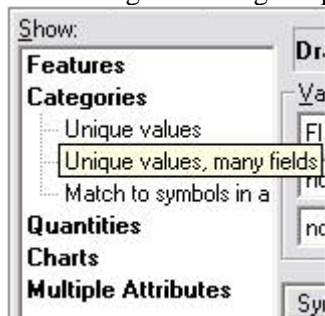 Show:
Features
Categories
Unique values
Unique values, many fields
Match to symbols in a
Quantities
Charts
Multiple Attributes